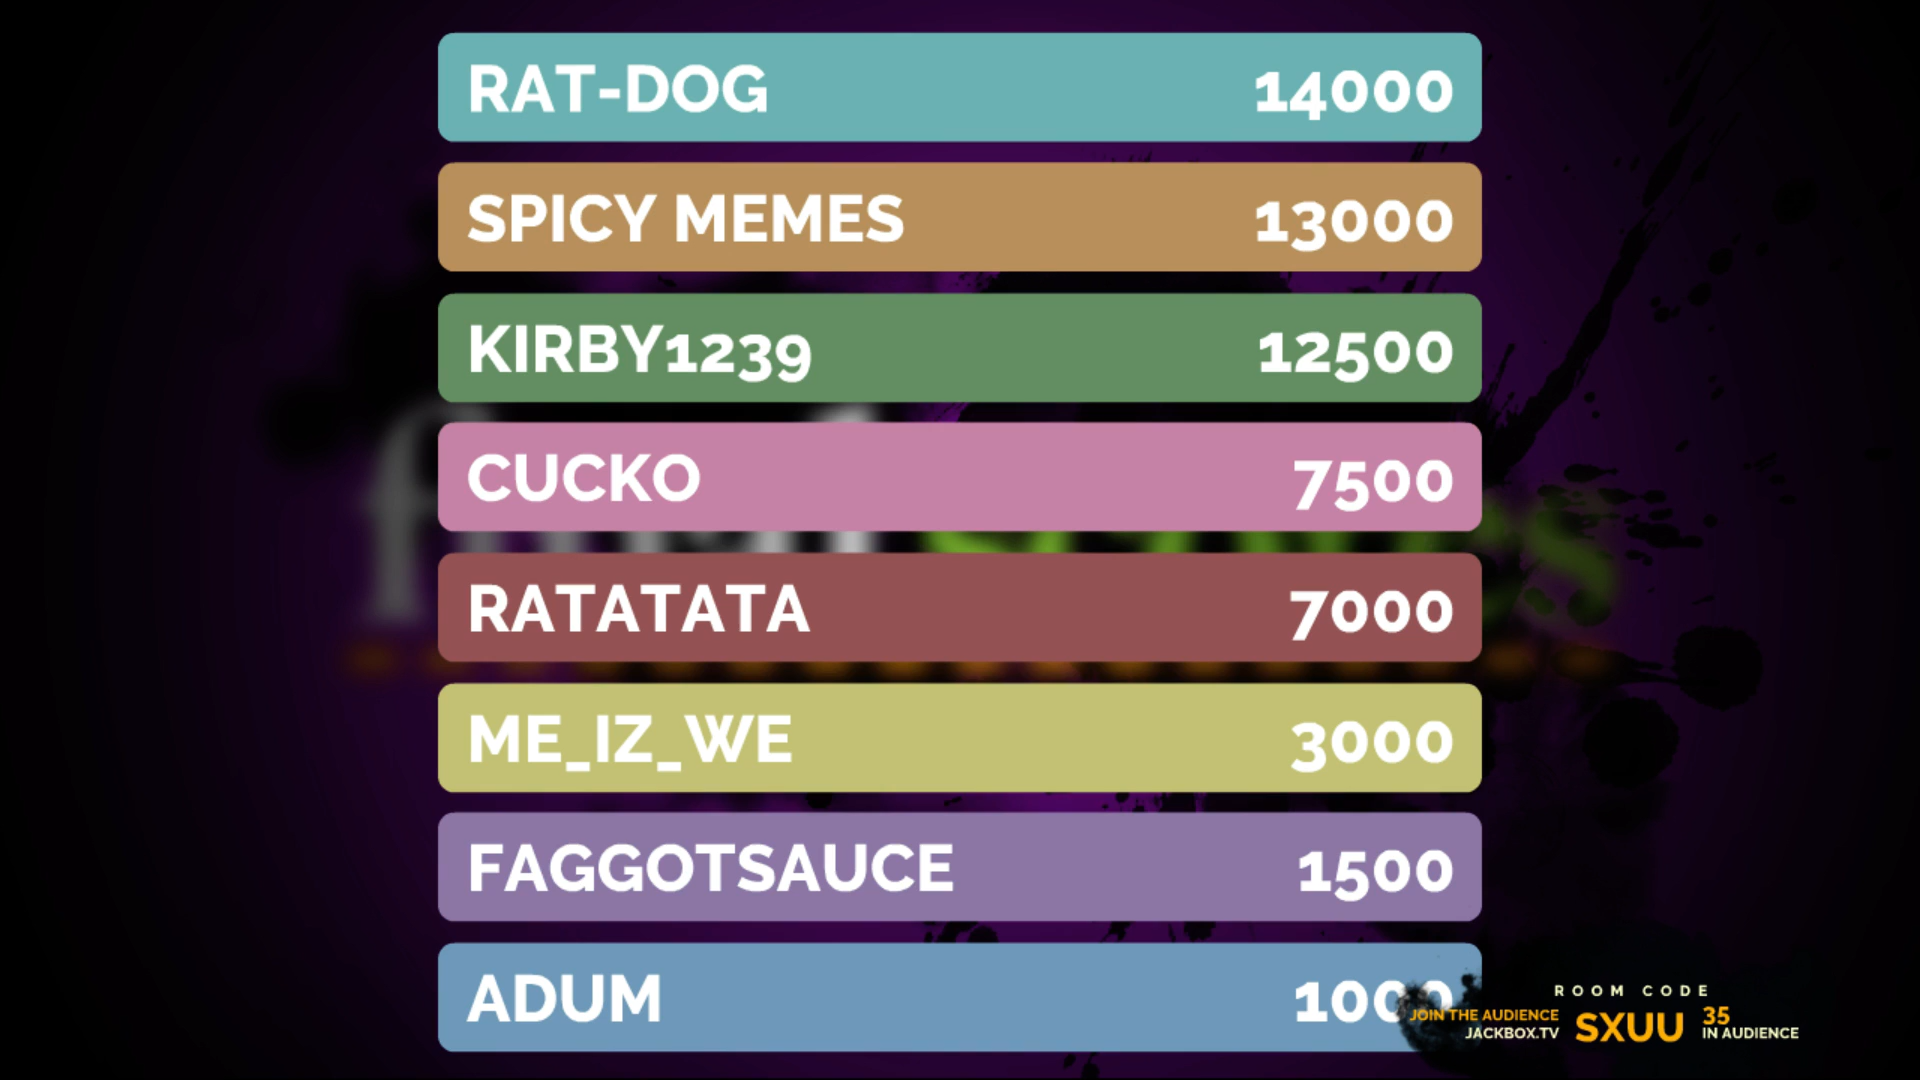 RAT-DOG 14000
SPICY MEMES 13000
KIRBY1239 12500
CUCKO 7500
RATATATA 7000
ME_IZ_WE 3000
FAGGOTSAUCE 1500
ADUM 1000
ROOM CODE
JOIN THE AUDIENCE
JACKBOX.TV
SXUU
35
IN AUDIENCE